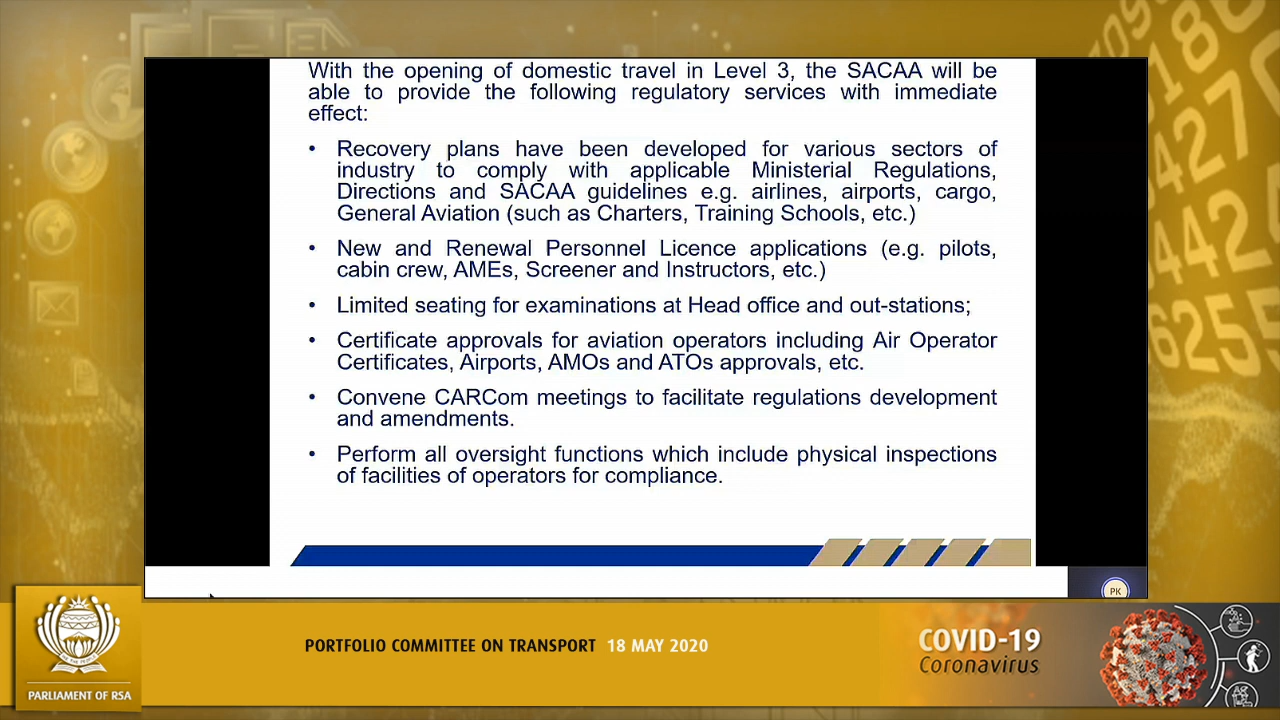 With the opening of domestic travel in Level 3, the SACAA will be
able to provide the following regulatory services with immediate
effect:
• Recovery plans have been developed for various sectors of
industry to comply with applicable Ministerial Regulations,
Directions and SACAA guidelines e.g. airlines, airports, cargo,
General Aviation (such as Charters, Training Schools, etc.)
• New and Renewal Personnel Licence applications (e.g. pilots,
cabin crew, AMEs, Screener and Instructors, etc.)
• Limited seating for examinations at Head office and out-stations;
• Certificate approvals for aviation operators including Air Operator
Certificates, Airports, AMOs and ATOs approvals, etc.
• Convene CARCom meetings to facilitate regulations development
and amendments.
• Perform all oversight functions which include physical inspections
of facilities of operators for compliance.
PK
PORTFOLIO COMMITTEE ON TRANSPORT 18 MAY 2020
COVID-19
Coronavirus
PARLIAMENT OF RSA